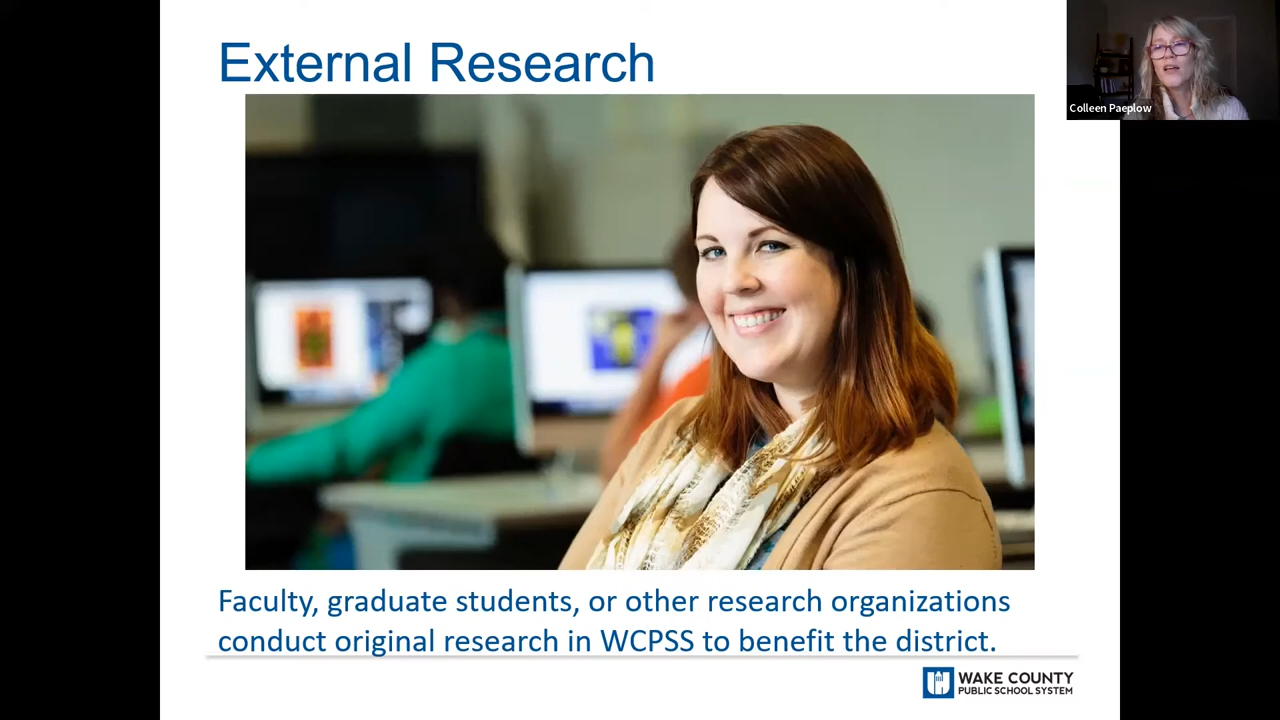 External Research
Colleen Paeplow
Faculty, graduate students, or other research organizations
conduct original research in WCPSS to benefit the district.
WAKE COUNTY
PUBLIC SCHOOL SYSTEM